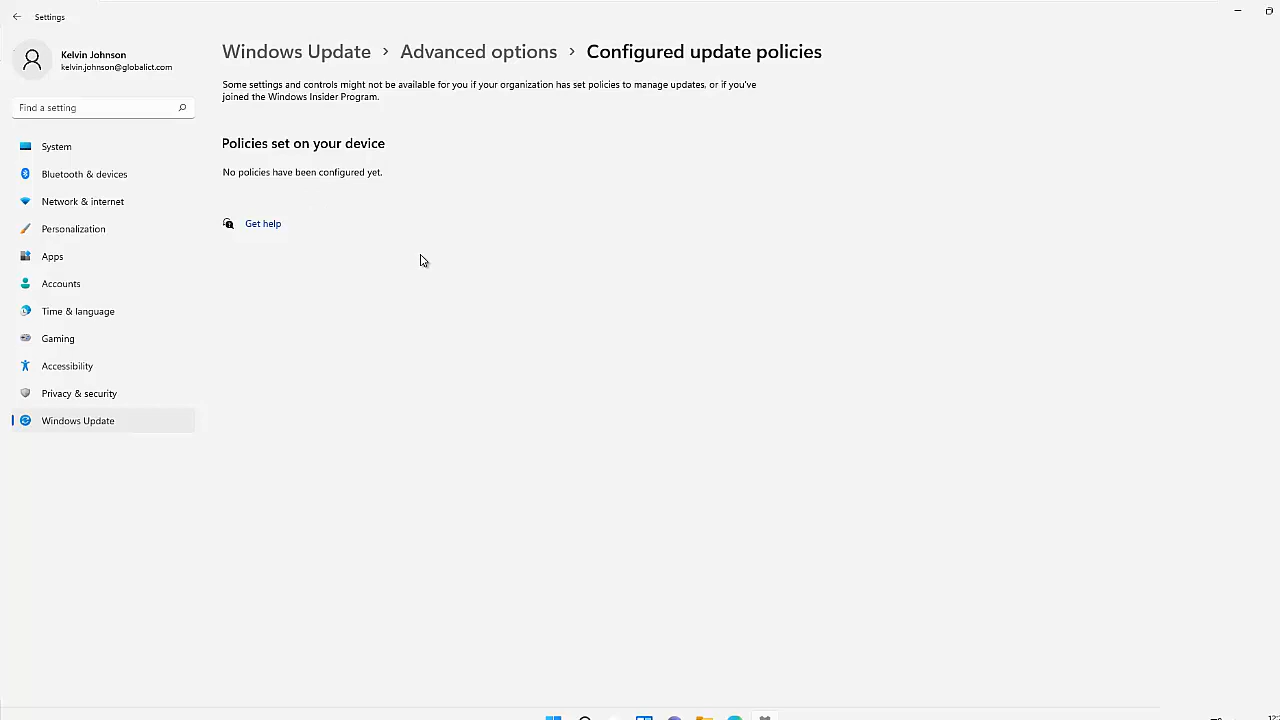 Settings
Kelvin Johnson
kelvin.johnson@globalict.com
Find a setting
System
Bluetooth & devices
Network & internet
Personalization
Apps
Accounts
Time & language
Gaming
Accessibility
Privacy & security
Windows Update
Windows Update > Advanced options > Configured update policies
Some settings and controls might not be available for you if your organization has set policies to manage updates, or if you've
joined the Windows Insider Program.
Policies set on your device
No policies have been configured yet.
Get help